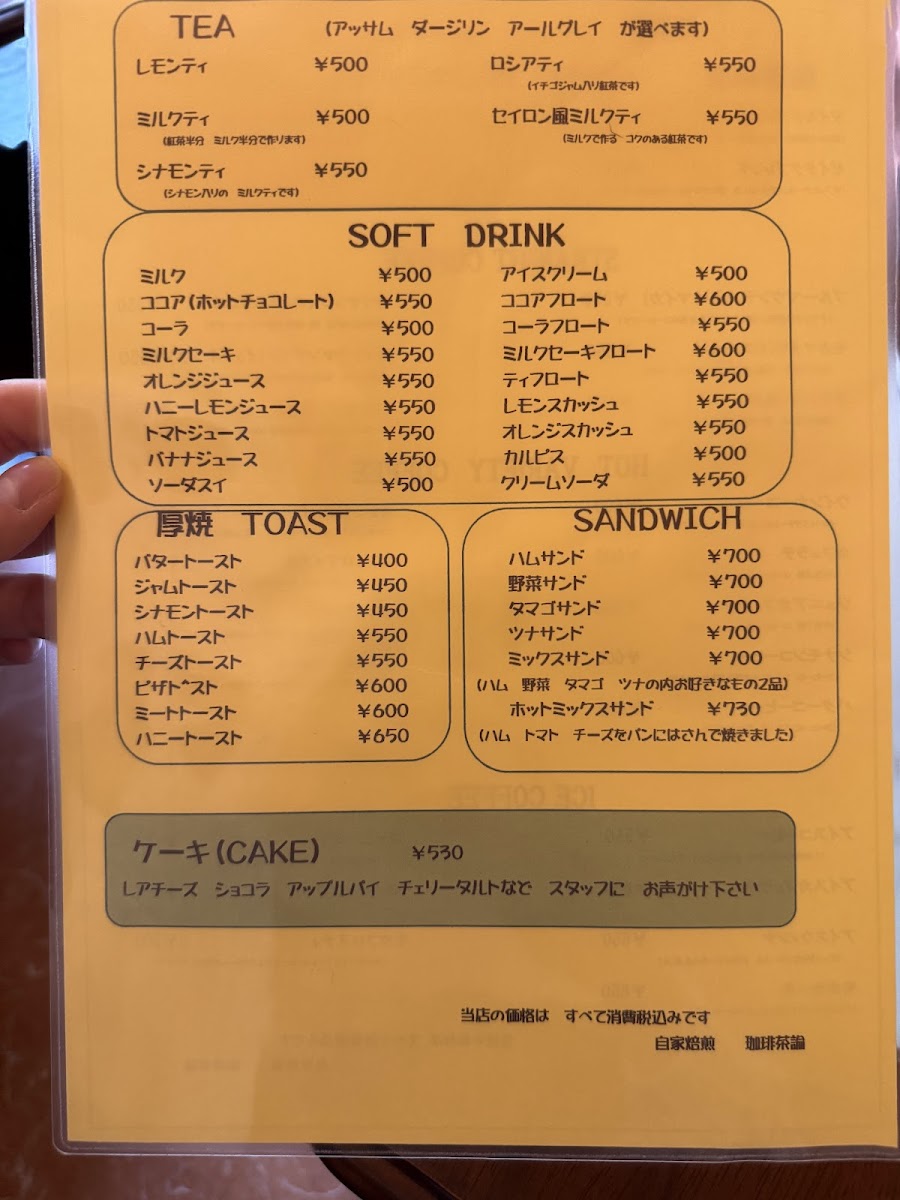 TEA (アッサム ダージリン アールグレイ が選べます)
レモンティ ¥500 ロシアティ ¥550
(イチゴジャム入り紅茶です)
ミルクティ ¥500 セイロン風ミルクティ ¥550
(紅茶半分 ミルク半分で作ります) (ミルクで作る コクのある紅茶です)
シナモンティ ¥550
(シナモン入りの ミルクティです)
SOFT DRINK
ミルク ¥500 アイスクリーム ¥500
ココア(ホットチョコレート) ¥550 ココアフロート ¥600
コーラ ¥500 コーラフロート ¥550
ミルクセーキ ¥550 ミルクセーキフロート ¥600
オレンジジュース ¥550 ティフロート ¥550
ハニーレモンジュース ¥550 レモンスカッシュ ¥550
トマトジュース ¥550 オレンジスカッシュ ¥550
バナナジュース ¥550 カルピス ¥500
ソーダスイ ¥500 クリームソーダ ¥550
厚焼 TOAST
バタートースト ¥400
ジャムトースト ¥450
シナモントースト ¥450
ハムトースト ¥550
チーズトースト ¥550
ピザト^スト ¥600
ミートトースト ¥600
ハニートースト ¥650
SANDWICH
ハムサンド ¥700
野菜サンド ¥700
タマゴサンド ¥700
ツナサンド ¥700
ミックスサンド ¥700
(ハム 野菜 タマゴ ツナの内お好きなもの2品)
ホットミックスサンド ¥730
(ハム トマト チーズをパンにはさんで焼きました)
ケーキ(CAKE) ¥530
レアチーズ ショコラ アップルパイ チェリータルトなど スタッフに お声がけ下さい
当店の価格は すべて消費税込みです
自家焙煎 珈琲茶論